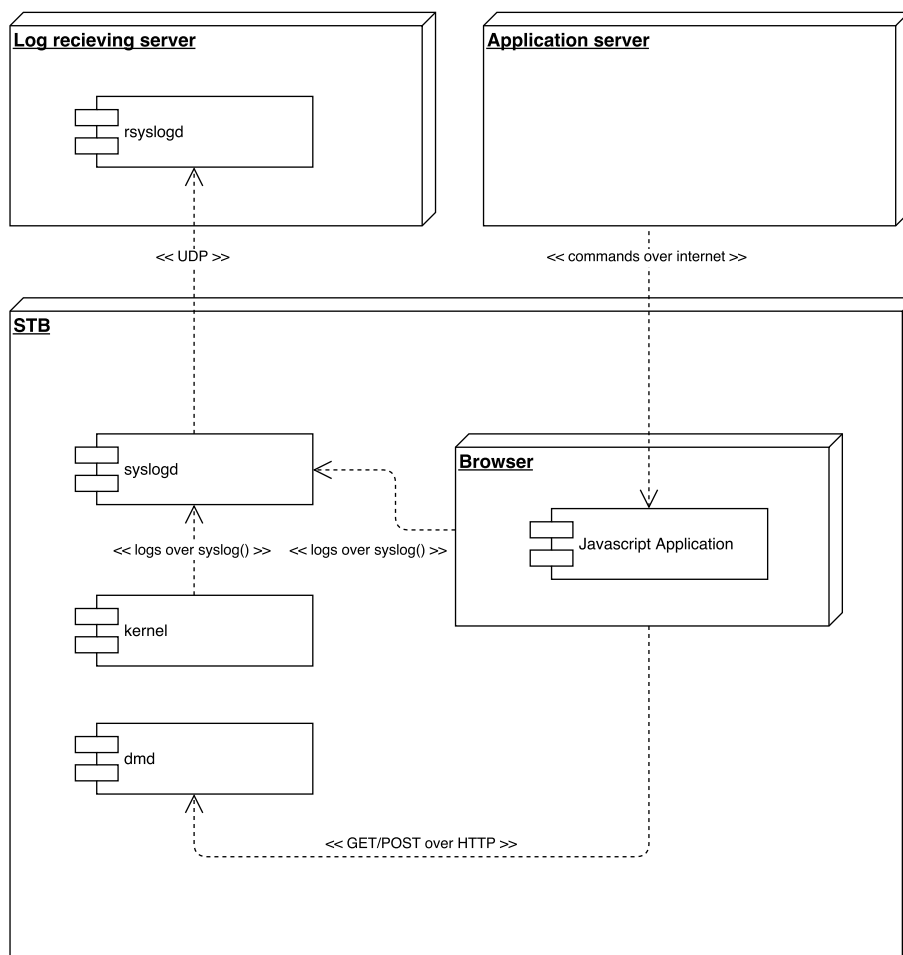 Log recieving server
Application server
rsyslogd
<< UDP >>
<< commands over internet >>
STB
syslogd
Browser
Javascript Application
<< logs over syslog() >>
<< logs over syslog() >>
kernel
dmd
<< GET/POST over HTTP >>